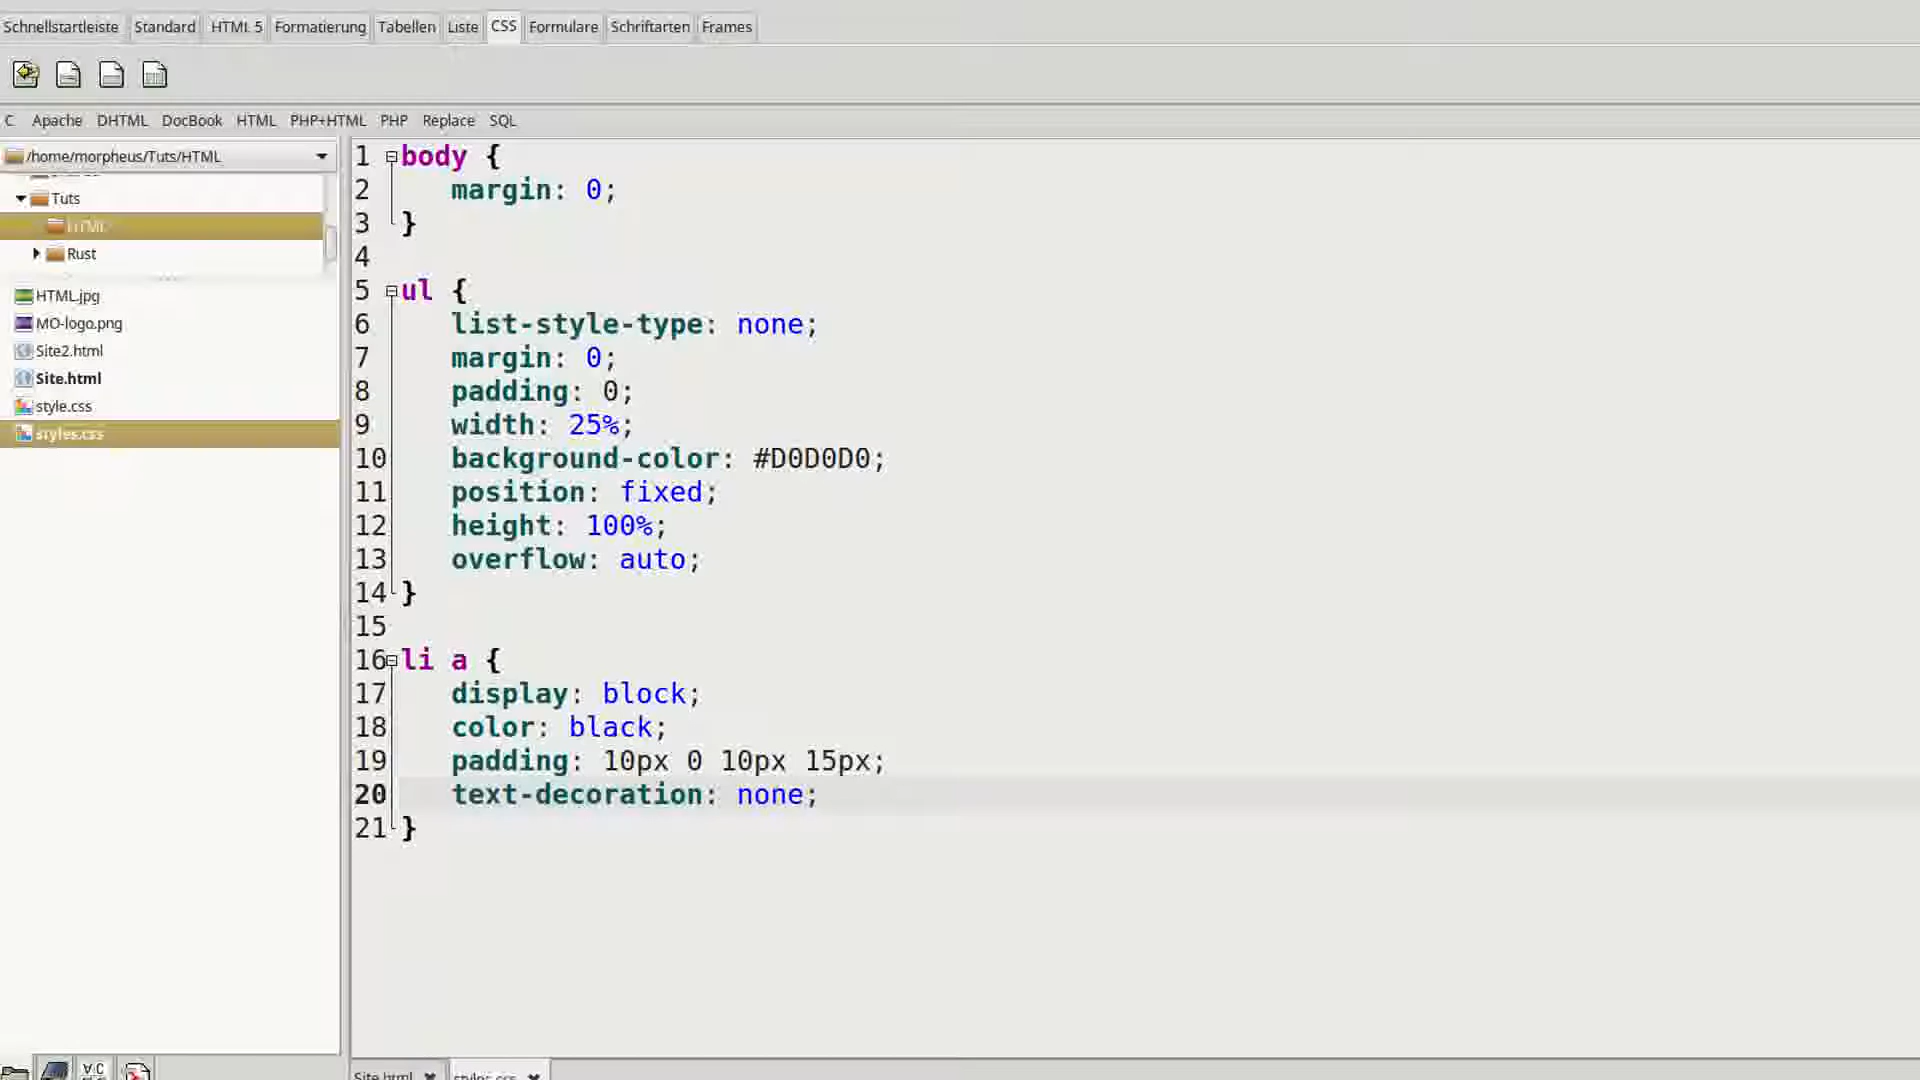 Schnellstartleiste Standard HTML 5 Formatierung Tabellen Liste CSS Formulare Schriftarten Frames
C Apache DHTML DocBook HTML PHP+HTML PHP Replace SQL
/home/morpheus/Tuts/HTML
Tuts
HTML
Rust
HTML.jpg
MO-logo.png
Site2.html
Site.html
style.css
styles.css
1 body {
2 margin: 0;
3 }
4
5 ul {
6 list-style-type: none;
7 margin: 0;
8 padding: 0;
9 width: 25%;
10 background-color: #D0D0D0;
11 position: fixed;
12 height: 100%;
13 overflow: auto;
14 }
15
16 li a {
17 display: block;
18 color: black;
19 padding: 10px 0 10px 15px;
20 text-decoration: none;
21 }
Site.html styles.css